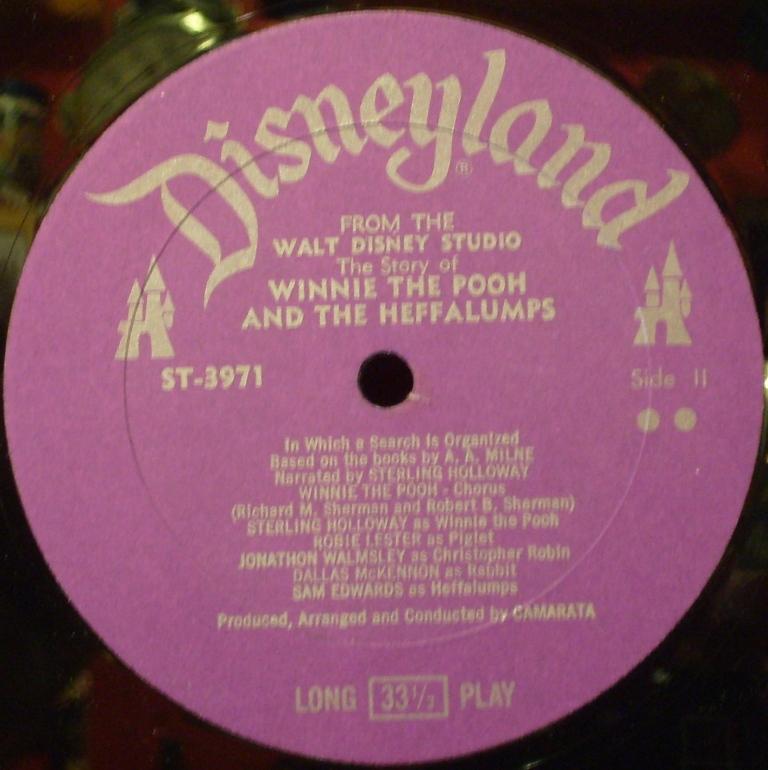 Disneyland®
FROM THE
WALT DISNEY STUDIO
The Story of
WINNIE THE POOH
AND THE HEFFALUMPS
ST-3971
Side II
In Which a Search is Organized
Based on the books by A. A. MILNE
Narrated by STERLING HOLLOWAY
WINNIE THE POOH - Chorus
(Richard M. Sherman and Robert B. Sherman)
STERLING HOLLOWAY as Winnie the Pooh
ROBIE LESTER as Piglet
JONATHON WALMSLEY as Christopher Robin
DALLAS McKENNON as Rabbit
SAM EDWARDS as Heffalumps
Produced, Arranged and Conducted by CAMARATA
LONG 33⅓ PLAY